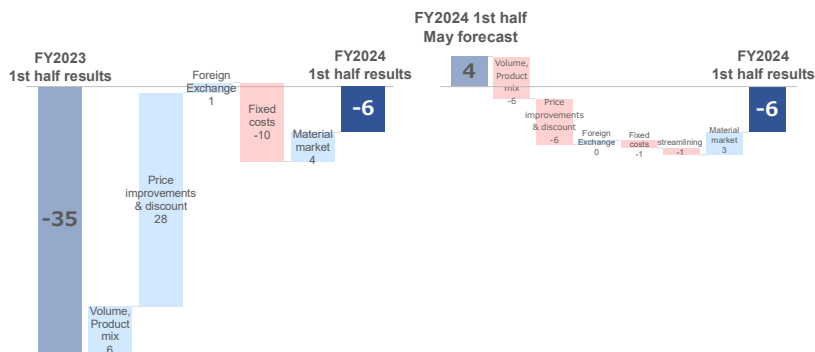 FY2023
1st half results
-35
Volume,
Product
mix
6
Price
improvements
& discount
28
Foreign
Exchange
1
Fixed
costs
-10
Material
market
4
FY2024
1st half results
-6
FY2024 1st half
May forecast
4
Volume,
Product
mix
-6
Price
improvements
& discount
-6
Foreign
Exchange
0
Fixed
costs
-1
streamlining
-1
Material
market
3
FY2024
1st half results
-6